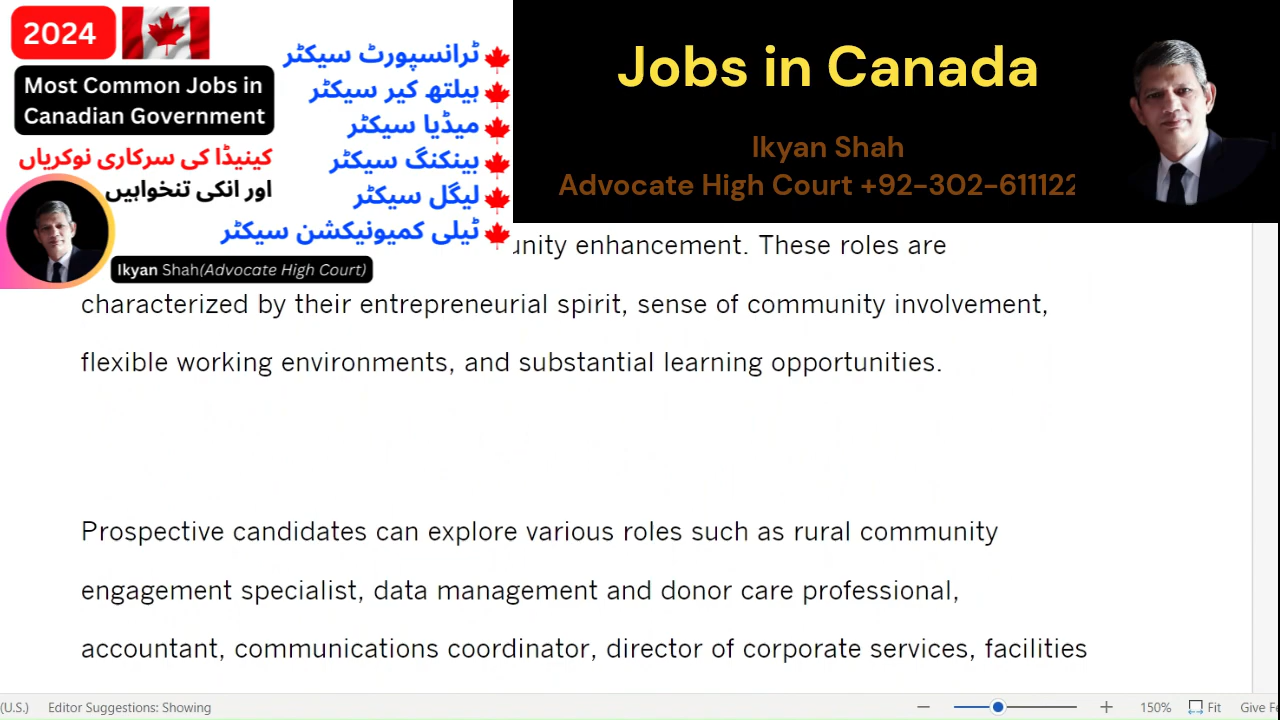 2024
Most Common Jobs in
Canadian Government
کینیڈا کی سرکاری نوکریاں
اور انکی تنخواہیں
Ikyan Shah(Advocate High Court)
ٹرانسپورٹ سیکٹر
ہیلتھ کیر سیکٹر
میڈیا سیکٹر
بینکنگ سیکٹر
لیگل سیکٹر
ٹیلی کمیونیکشن سیکٹر
Jobs in Canada
Ikyan Shah
Advocate High Court +92-302-611122
enhancement. These roles are
characterized by their entrepreneurial spirit, sense of community involvement,
flexible working environments, and substantial learning opportunities.
Prospective candidates can explore various roles such as rural community
engagement specialist, data management and donor care professional,
accountant, communications coordinator, director of corporate services, facilities
(U.S.) Editor Suggestions: Showing 150% Fit Give